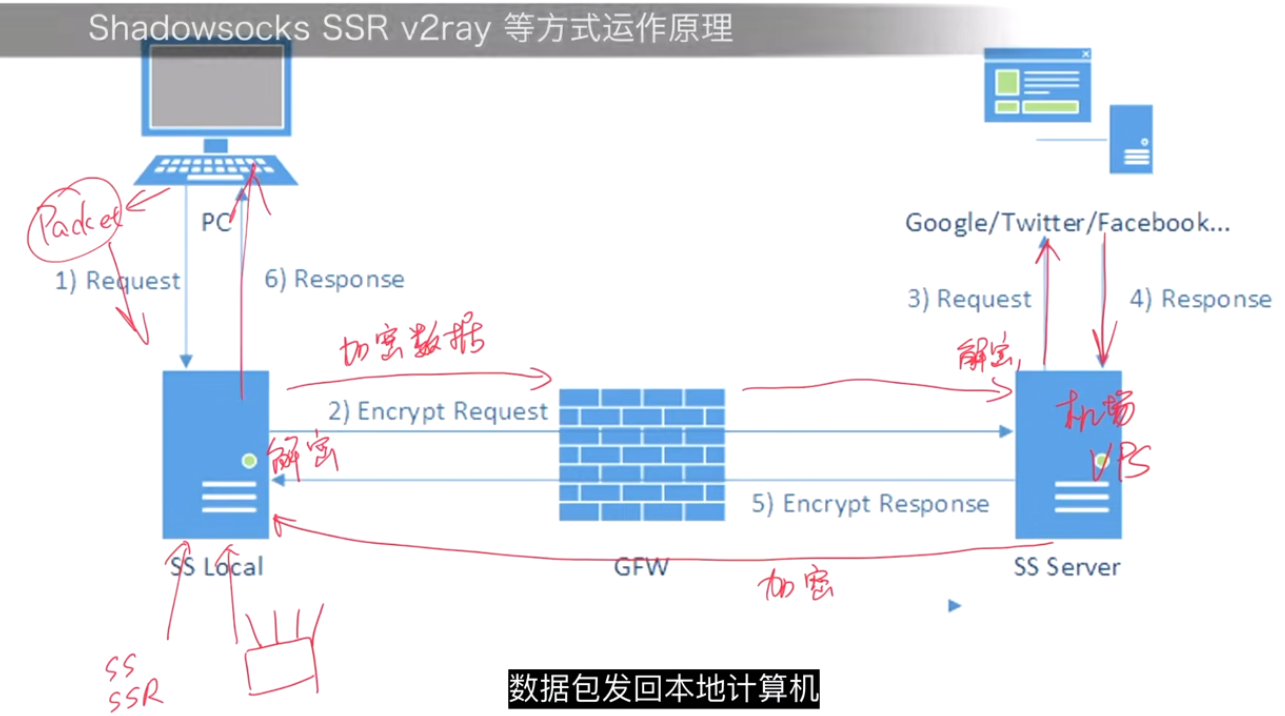 Shadowsocks SSR v2ray 等方式运作原理
Packet
PC
Google/Twitter/Facebook...
1) Request
6) Response
3) Request
4) Response
加密数据
解密
2) Encrypt Request
机场
VPS
解密
5) Encrypt Response
SS Local
GFW
SS Server
加密
SS
SSR
数据包发回本地计算机